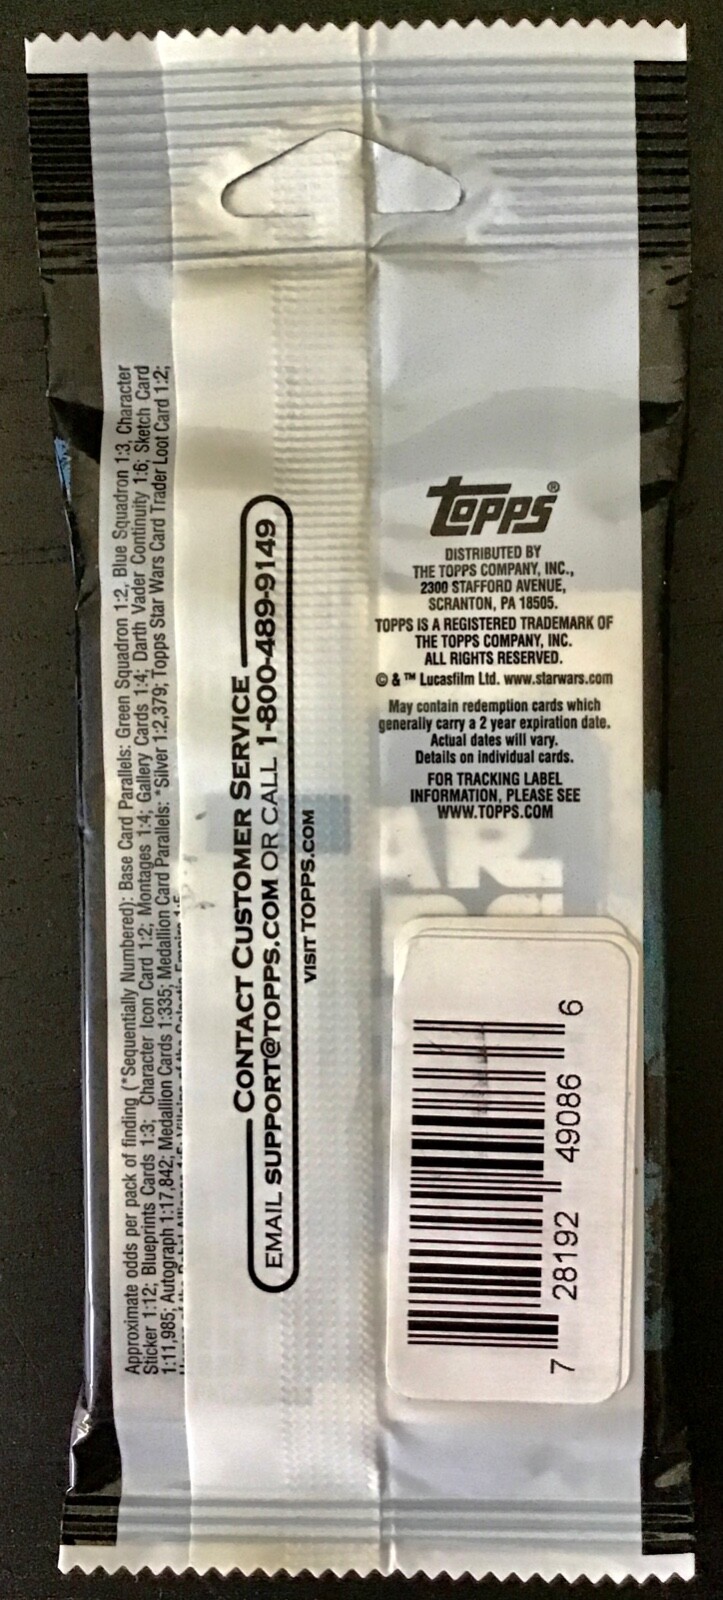 Approximate odds per pack of finding (*Sequentially Numbered): Base Card Parallels: Green Squadron 1:2, Blue Squadron 1:3, Character
Sticker 1:12; Blueprints Cards 1:3; Character Icon Card 1:2; Montages 1:4; Gallery Cards 1:4; Darth Vader Continuity 1:6; Sketch Card
1:11,985; Autograph 1:17,842; Medallion Cards 1:335; Medallion Card Parallels: *Silver 1:2,379; Topps Star Wars Card Trader Loot Card 1:2;
CONTACT CUSTOMER SERVICE
EMAIL SUPPORT@TOPPS.COM OR CALL 1-800-489-9149
VISIT TOPPS.COM
TOPPS®
DISTRIBUTED BY
THE TOPPS COMPANY, INC.,
2300 STAFFORD AVENUE,
SCRANTON, PA 18505.
TOPPS IS A REGISTERED TRADEMARK OF
THE TOPPS COMPANY, INC.
ALL RIGHTS RESERVED.
© & ™ Lucasfilm Ltd. www.starwars.com
May contain redemption cards which
generally carry a 2 year expiration date.
Actual dates will vary.
Details on individual cards.
FOR TRACKING LABEL
INFORMATION, PLEASE SEE
WWW.TOPPS.COM
7 28192 49086 6